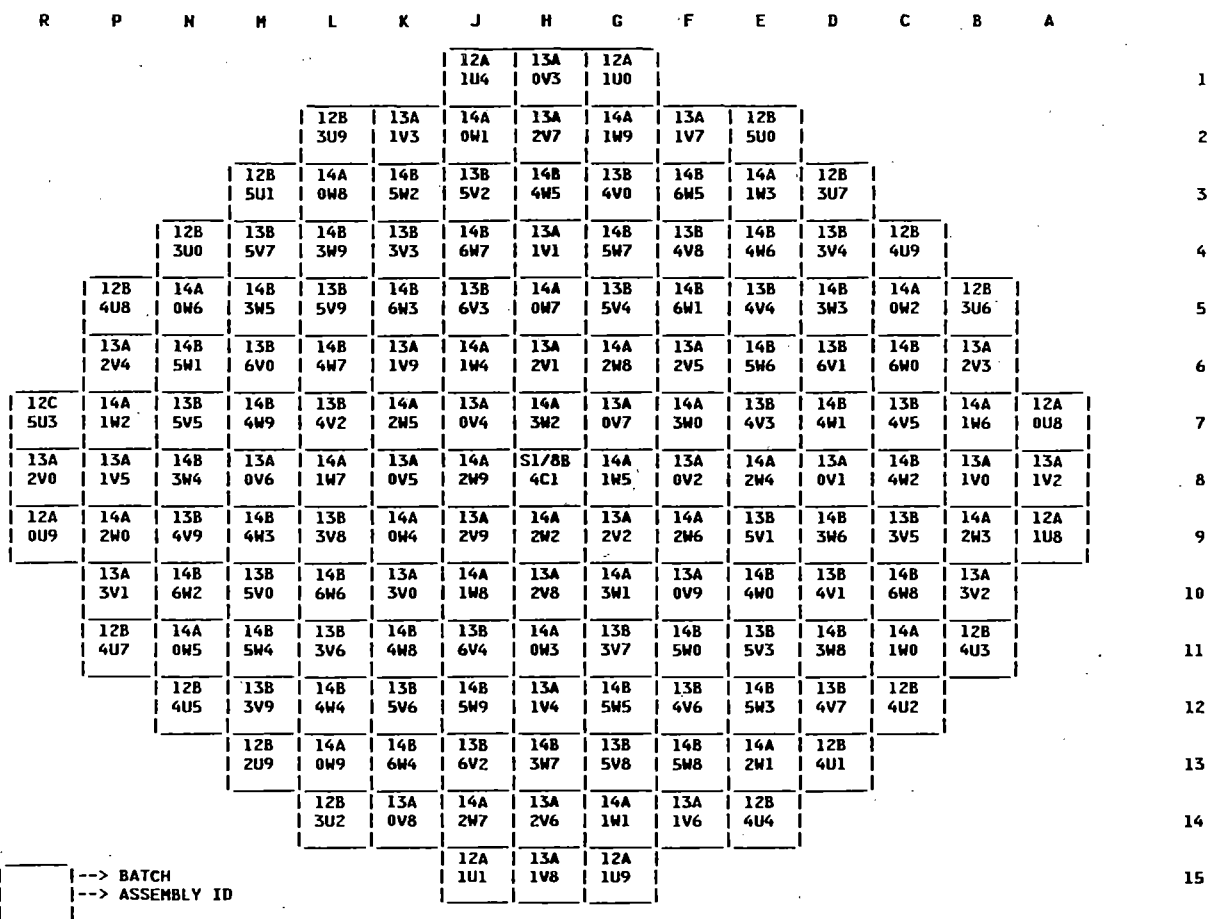 R P N M L K J H G F E D C B A
12A 13A 12A
1U4 0V3 1U0 1
12B 13A 14A 13A 14A 13A 12B
3U9 1V3 0W1 2V7 1W9 1V7 5U0 2
12B 14A 14B 13B 14B 13B 14B 14A 12B
5U1 0W8 5W2 5V2 4W5 4V0 6W5 1W3 3U7 3
12B 13B 14B 13B 14B 13A 14B 13B 14B 13B 12B
3U0 5V7 3W9 3V3 6W7 1V1 5W7 4V8 4W6 3V4 4U9 4
12B 14A 14B 13B 14B 13B 14A 13B 14B 13B 14B 14A 12B
4U8 0W6 3W5 5V9 6W3 6V3 0W7 5V4 6W1 4V4 3W3 0W2 3U6 5
13A 14B 13B 14B 13A 14A 13A 14A 13A 14B 13B 14B 13A
2V4 5W1 6V0 4W7 1V9 1W4 2V1 2W8 2V5 5W6 6V1 6W0 2V3 6
12C 14A 13B 14B 13B 14A 13A 14A 13A 14A 13B 14B 13B 14A 12A
5U3 1W2 5V5 4W9 4V2 2W5 0V4 3W2 0V7 3W0 4V3 4W1 4V5 1W6 0U8 7
13A 13A 14B 13A 14A 13A 14A S1/8B 14A 13A 14A 13A 14B 13A 13A
2V0 1V5 3W4 0V6 1W7 0V5 2W9 4C1 1W5 0V2 2W4 0V1 4W2 1V0 1V2 8
12A 14A 13B 14B 13B 14A 13A 14A 13A 14A 13B 14B 13B 14A 12A
0U9 2W0 4V9 4W3 3V8 0W4 2V9 2W2 2V2 2W6 5V1 3W6 3V5 2W3 1U8 9
13A 14B 13B 14B 13A 14A 13A 14A 13A 14B 13B 14B 13A
3V1 6W2 5V0 6W6 3V0 1W8 2V8 3W1 0V9 4W0 4V1 6W8 3V2 10
12B 14A 14B 13B 14B 13B 14A 13B 14B 13B 14B 14A 12B
4U7 0W5 5W4 3V6 4W8 6V4 0W3 3V7 5W0 5V3 3W8 1W0 4U3 11
12B 13B 14B 13B 14B 13A 14B 13B 14B 13B 12B
4U5 3V9 4W4 5V6 5W9 1V4 5W5 4V6 5W3 4V7 4U2 12
12B 14A 14B 13B 14B 13B 14B 14A 12B
2U9 0W9 6W4 6V2 3W7 5V8 5W8 2W1 4U1 13
12B 13A 14A 13A 14A 13A 12B
3U2 0V8 2W7 2V6 1W1 1V6 4U4 14
12A 13A 12A
1U1 1V8 1U9 15
--> BATCH
--> ASSEMBLY ID